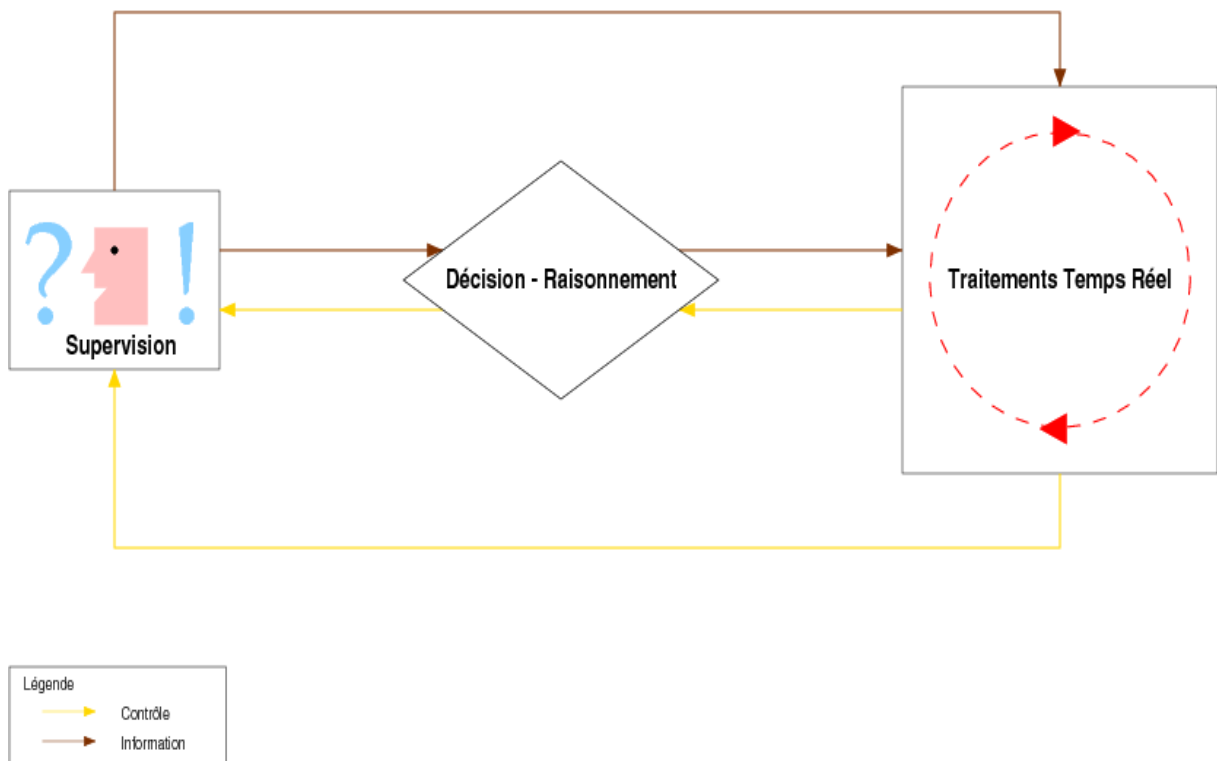 ? !
Supervision
Décision - Raisonnement
Traitements Temps Réel
Légende
Contrôle
Information